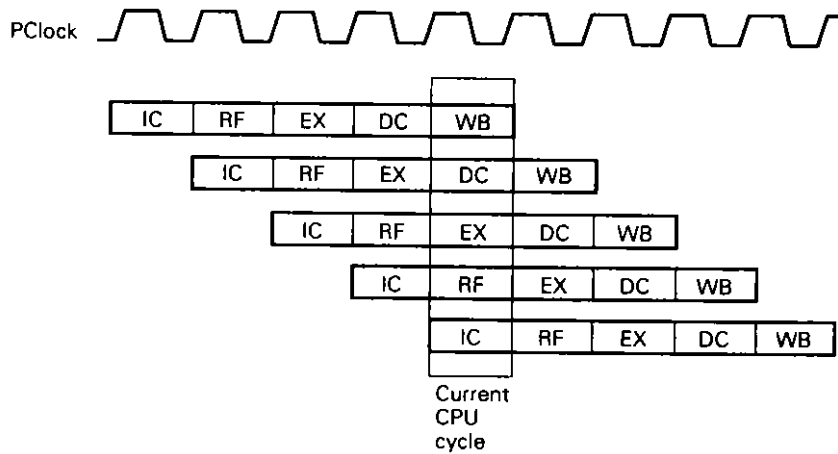 PClock
IC RF EX DC WB
IC RF EX DC WB
IC RF EX DC WB
IC RF EX DC WB
IC RF EX DC WB
Current
CPU
cycle